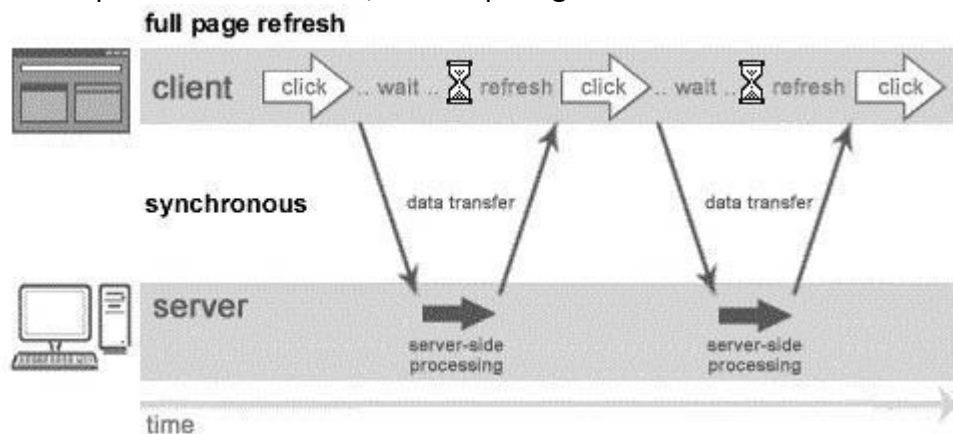 full page refresh
client click .. wait .. refresh click .. wait .. refresh click
synchronous data transfer data transfer
server
server-side server-side
processing processing
time